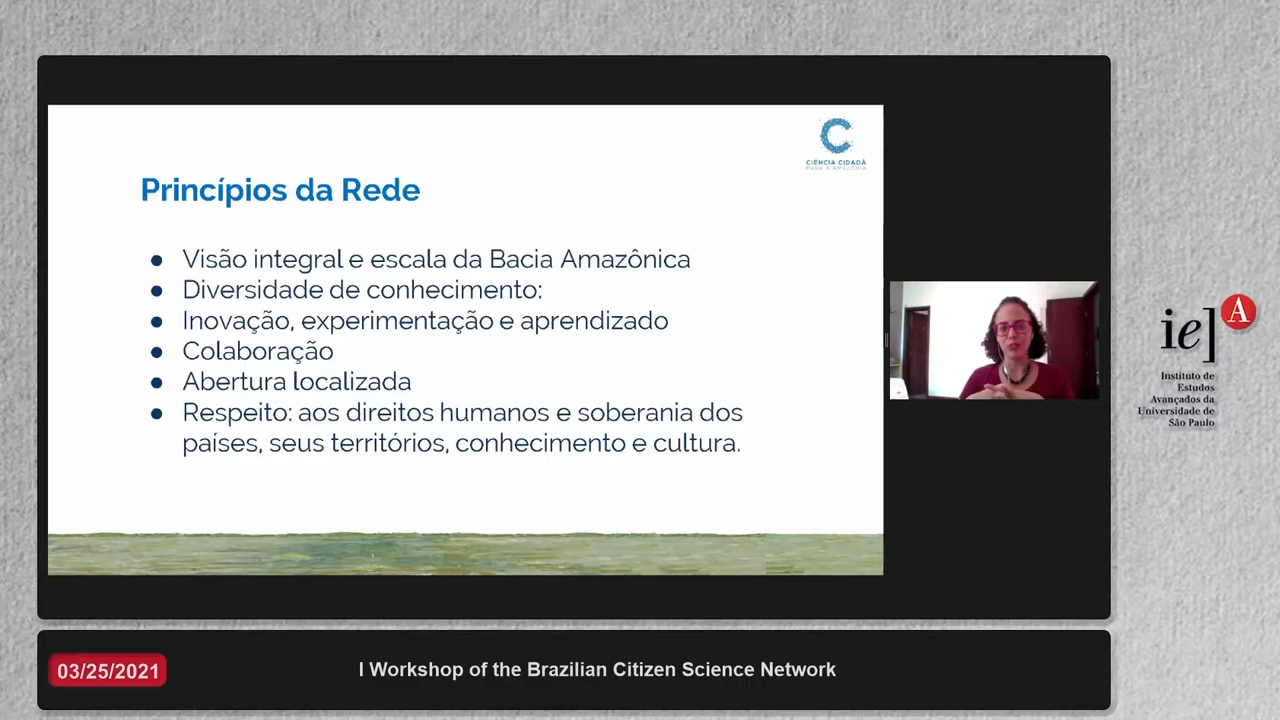 CIÊNCIA CIDADÃ
PARA A AMAZÔNIA
Princípios da Rede
● Visão integral e escala da Bacia Amazônica
● Diversidade de conhecimento:
● Inovação, experimentação e aprendizado
● Colaboração
● Abertura localizada
● Respeito: aos direitos humanos e soberania dos
países, seus territórios, conhecimento e cultura.
ie] A
Instituto de
Estudos
Avançados da
Universidade de
São Paulo
03/25/2021
I Workshop of the Brazilian Citizen Science Network